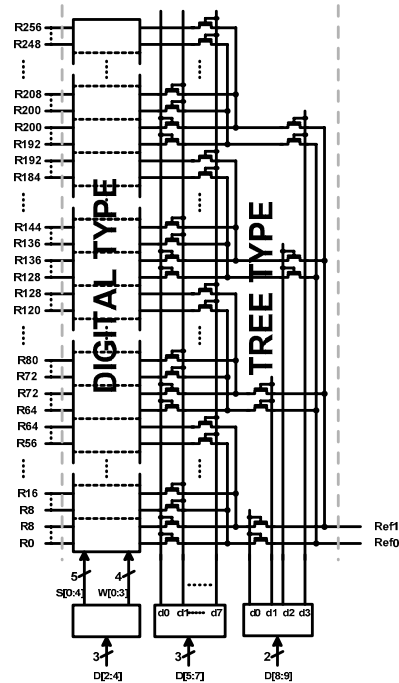 R256
R248
R208
R200
R200
R192
R192
R184
R144
R136
R136
R128
R128
R120
R80
R72
R72
R64
R64
R56
R16
R8
R8
R0
DIGITAL TYPE
TREE TYPE
Ref1
Ref0
5
4
S[0:4]
W[0:3]
d0
d1
d7
d0
d1
d2
d3
3
3
2
D[2:4]
D[5:7]
D[8:9]